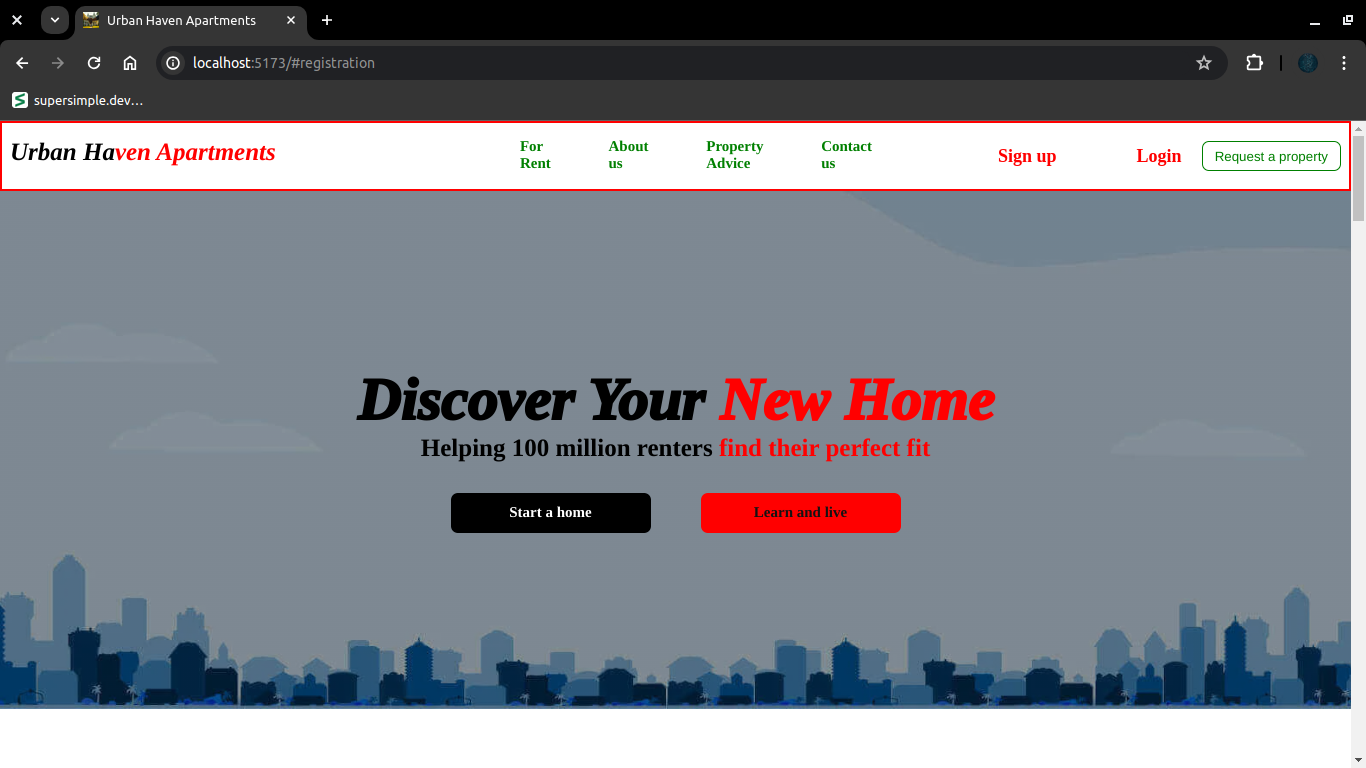 Urban Haven Apartments
localhost:5173/#registration
supersimple.dev…
Urban Haven Apartments
For
Rent
About
us
Property
Advice
Contact
us
Sign up
Login
Request a property
Discover Your New Home
Helping 100 million renters find their perfect fit
Start a home
Learn and live